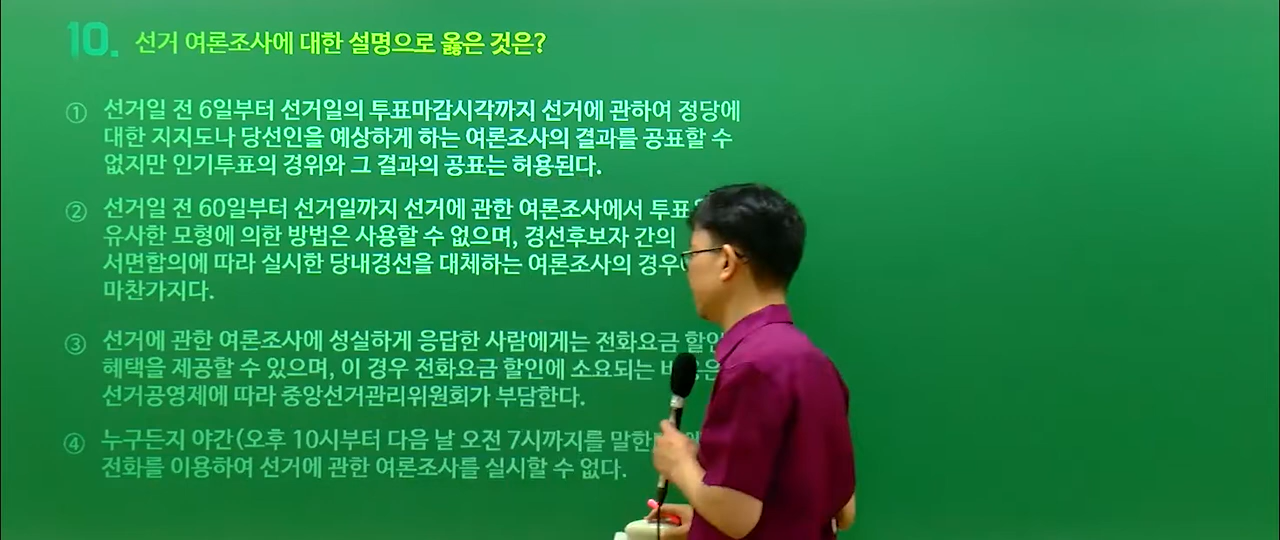 10. 선거 여론조사에 대한 설명으로 옳은 것은?
① 선거일 전 6일부터 선거일의 투표마감시각까지 선거에 관하여 정당에
대한 지지도나 당선인을 예상하게 하는 여론조사의 결과를 공표할 수
없지만 인기투표의 경위와 그 결과의 공표는 허용된다.
② 선거일 전 60일부터 선거일까지 선거에 관한 여론조사에서
유사한 모형에 의한 방법은 사용할 수 없으며, 경선후보자 간의
서면합의에 따라 실시한 당내경선을 대체하는 여론조사의
마찬가지다.
③ 선거에 관한 여론조사에 성실하게 응답한 사람에게는 전화요금 할인
혜택을 제공할 수 있으며, 이 경우 전화요금 할인에 소요되는
선거공영제에 따라 중앙선거관리위원회가 부담한다.
④ 누구든지 야간(오후 10시부터 다음 날 오전 7시까지를
전화를 이용하여 선거에 관한 여론조사를 실시할 수 없다.